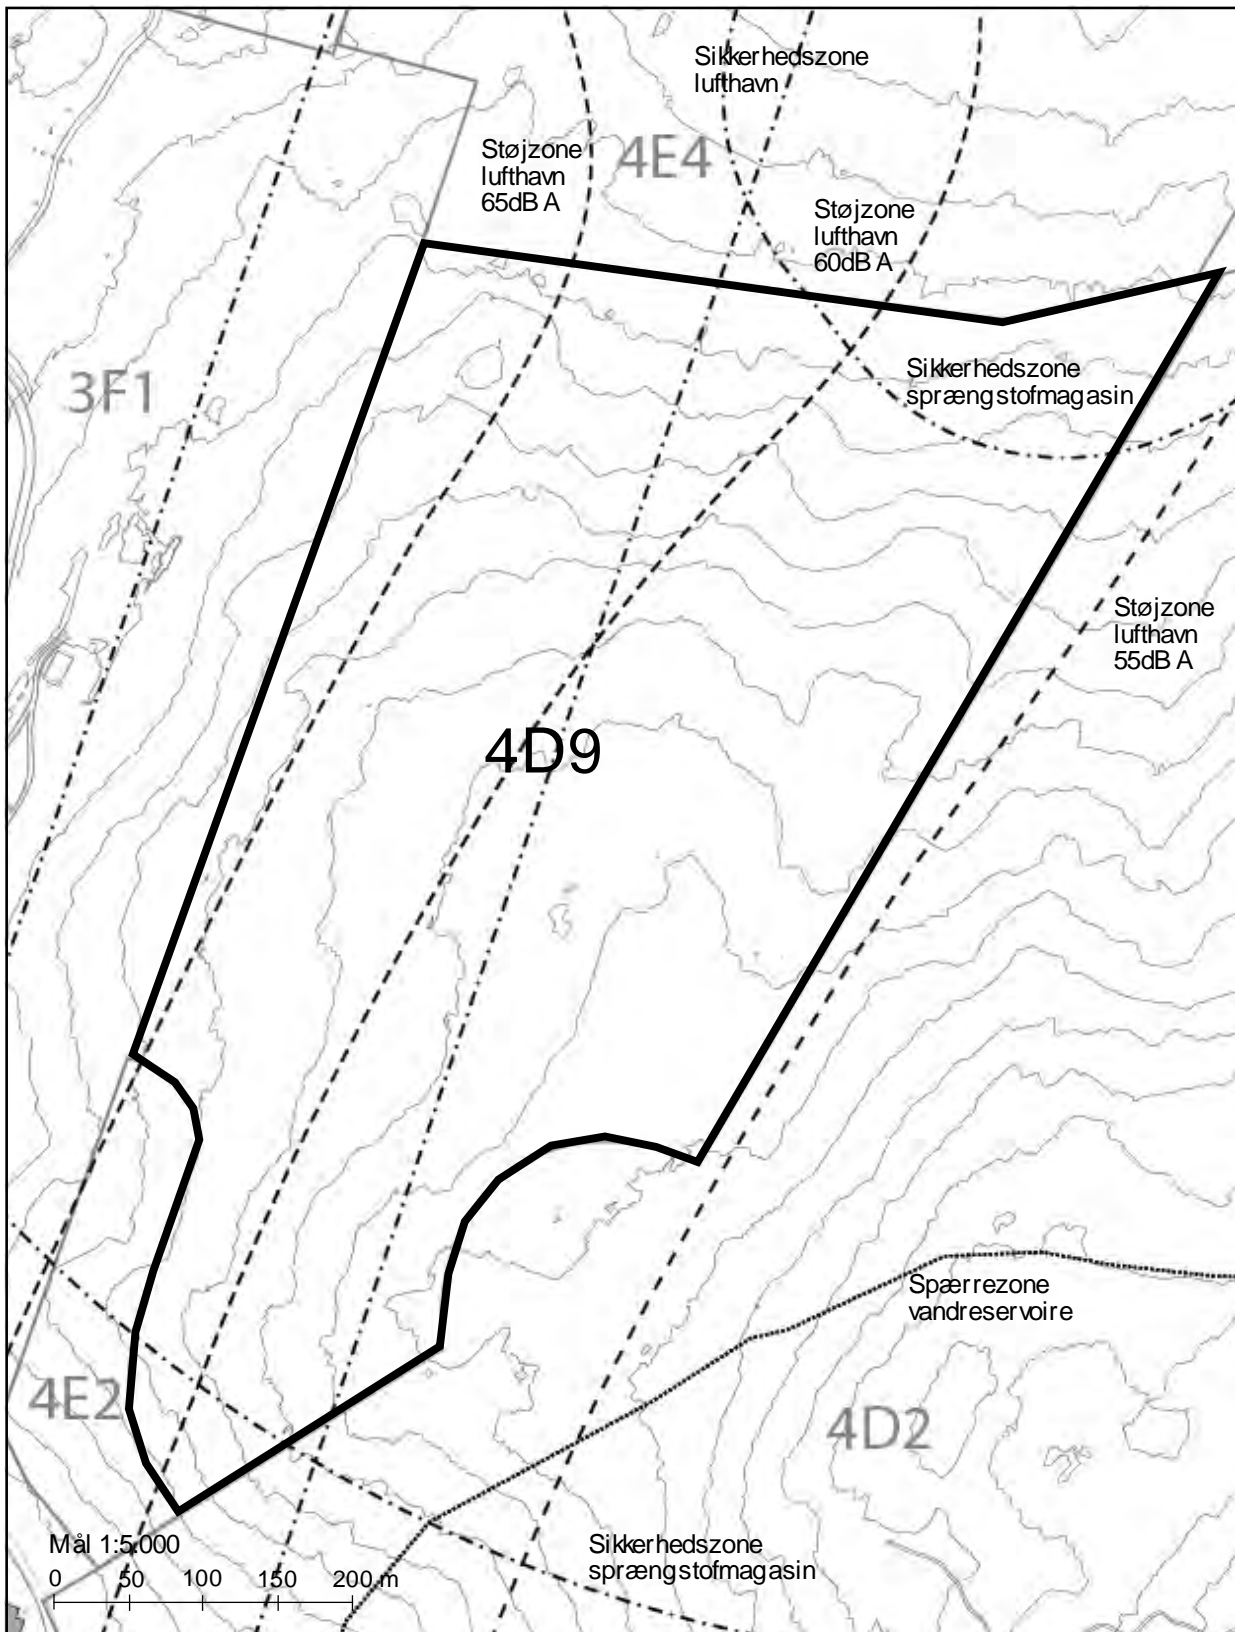 Sikkerhedszone
lufthavn
Støjzone
lufthavn
65dB A
4E4
Støjzone
lufthavn
60dB A
3F1
Sikkerhedszone
sprængstofmagasin
Støjzone
lufthavn
55dB A
4D9
Spærrezone
vandreservoire
4E2
4D2
Mål 1:5.000
0 50 100 150 200 m
Sikkerhedszone
sprængstofmagasin